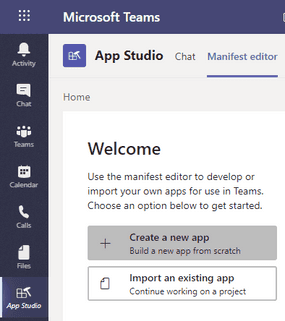 Microsoft Teams
App Studio
Chat
Manifest editor
Activity
Chat
Teams
Calendar
Calls
Files
App Studio
Home
Welcome
Use the manifest editor to develop or
import your own apps for use in Teams.
Choose an option below to get started.
Create a new app
Build a new app from scratch
Import an existing app
Continue working on a project